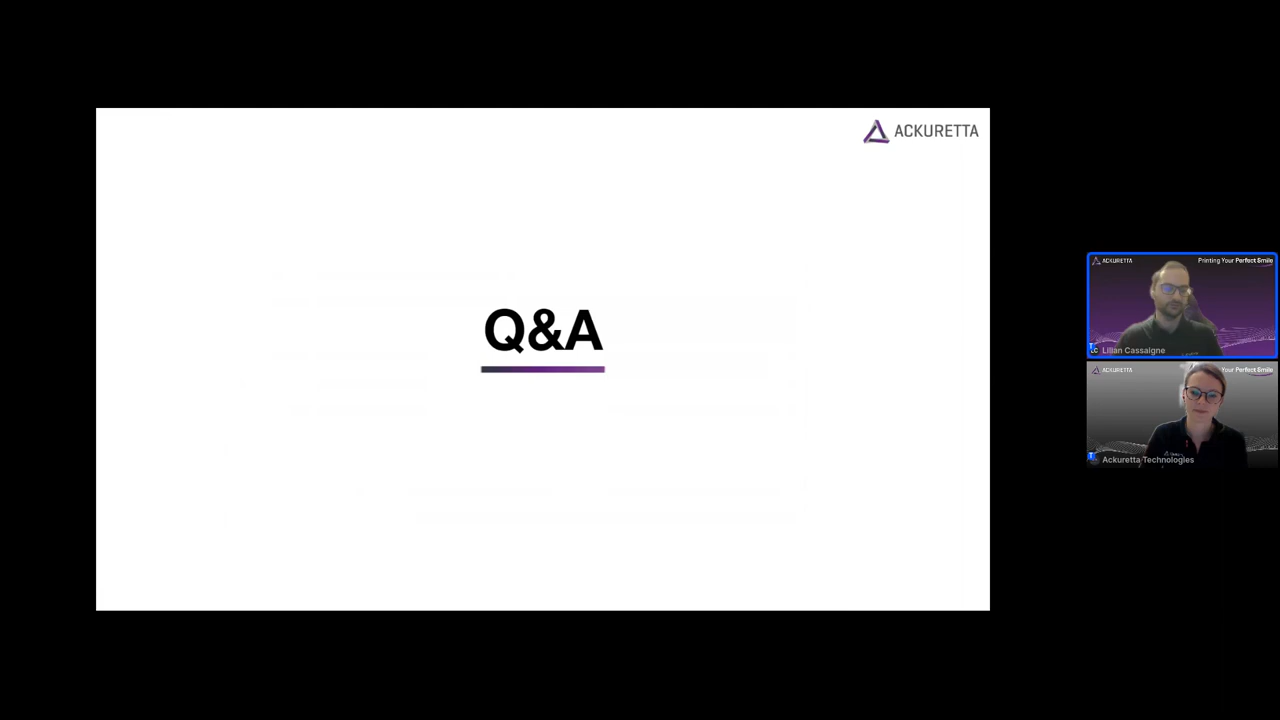 ACKURETTA
Q&A
ACKURETTA
Printing Your Perfect Smile
Lilian Cassaigne
ACKURETTA
Your Perfect Smile
Ackuretta Technologies